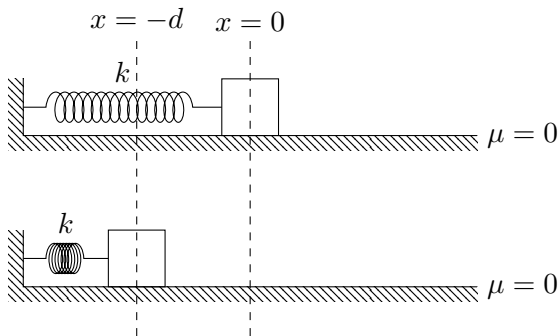 x = −d x = 0
k
μ = 0
k
μ = 0